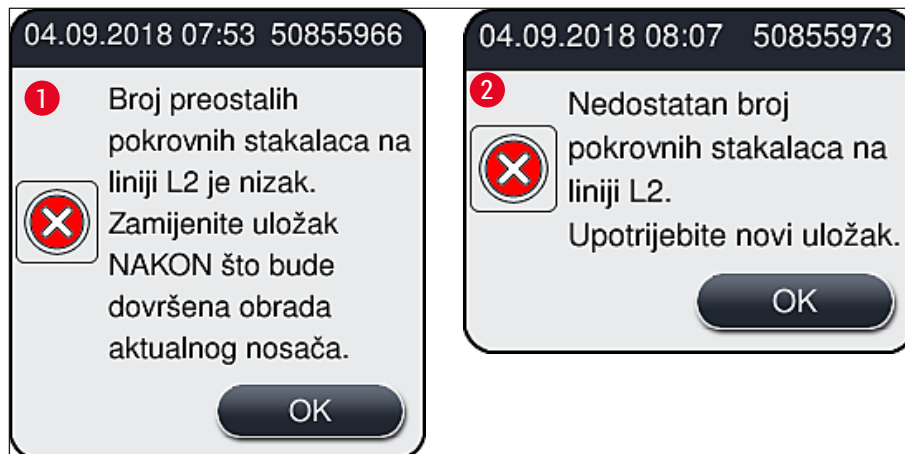 04.09.2018 07:53 50855966
1
Broj preostalih
pokrovnih stakalaca na
liniji L2 je nizak.
Zamijenite uložak
NAKON što bude
dovršena obrada
aktualnog nosača.
OK
04.09.2018 08:07 50855973
2
Nedostatan broj
pokrovnih stakalaca na
liniji L2.
Upotrijebite novi uložak.
OK